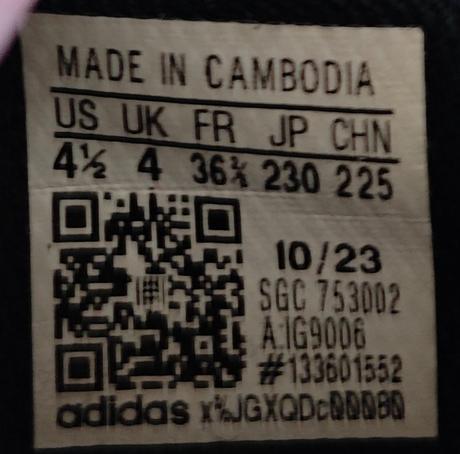 MADE IN CAMBODIA
US UK FR JP CHN
4½ 4 36⅔ 230 225
10/23
SGC 753002
A:IG9006
#133601552
adidas x%JGXQDc00080